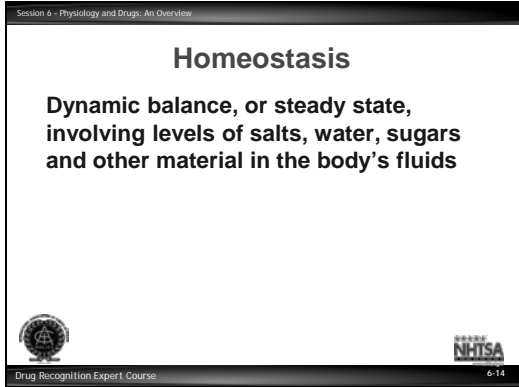 Session 6 - Physiology and Drugs: An Overview
Homeostasis
Dynamic balance, or steady state,
involving levels of salts, water, sugars
and other material in the body's fluids
NHTSA
Drug Recognition Expert Course
6-14